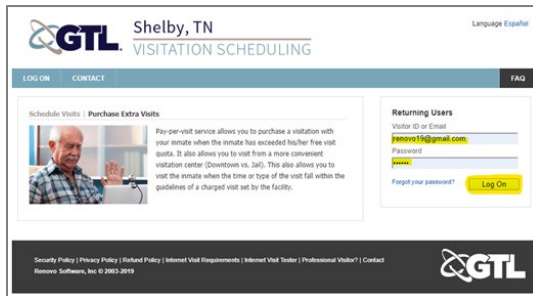 GTL
Shelby, TN
VISITATION SCHEDULING
Language Español
LOG ON CONTACT FAQ
Schedule Visits | Purchase Extra Visits
Pay-per-visit service allows you to purchase a visitation with
your inmate when the inmate has exceeded his/her free visit
quota. It also allows you to visit from a more convenient
visitation center (Downtown vs. Jail). This also allows you to
visit the inmate when the time or type of the visit fall within the
guidelines of a charged visit set by the facility.
Returning Users
Visitor ID or Email
renovo19@gmail.com
Password
••••••
Forgot your password? Log On
Security Policy | Privacy Policy | Refund Policy | Internet Visit Requirements | Internet Visit Tester | Professional Visitor? | Contact
Renovo Software, Inc © 2003-2019
GTL